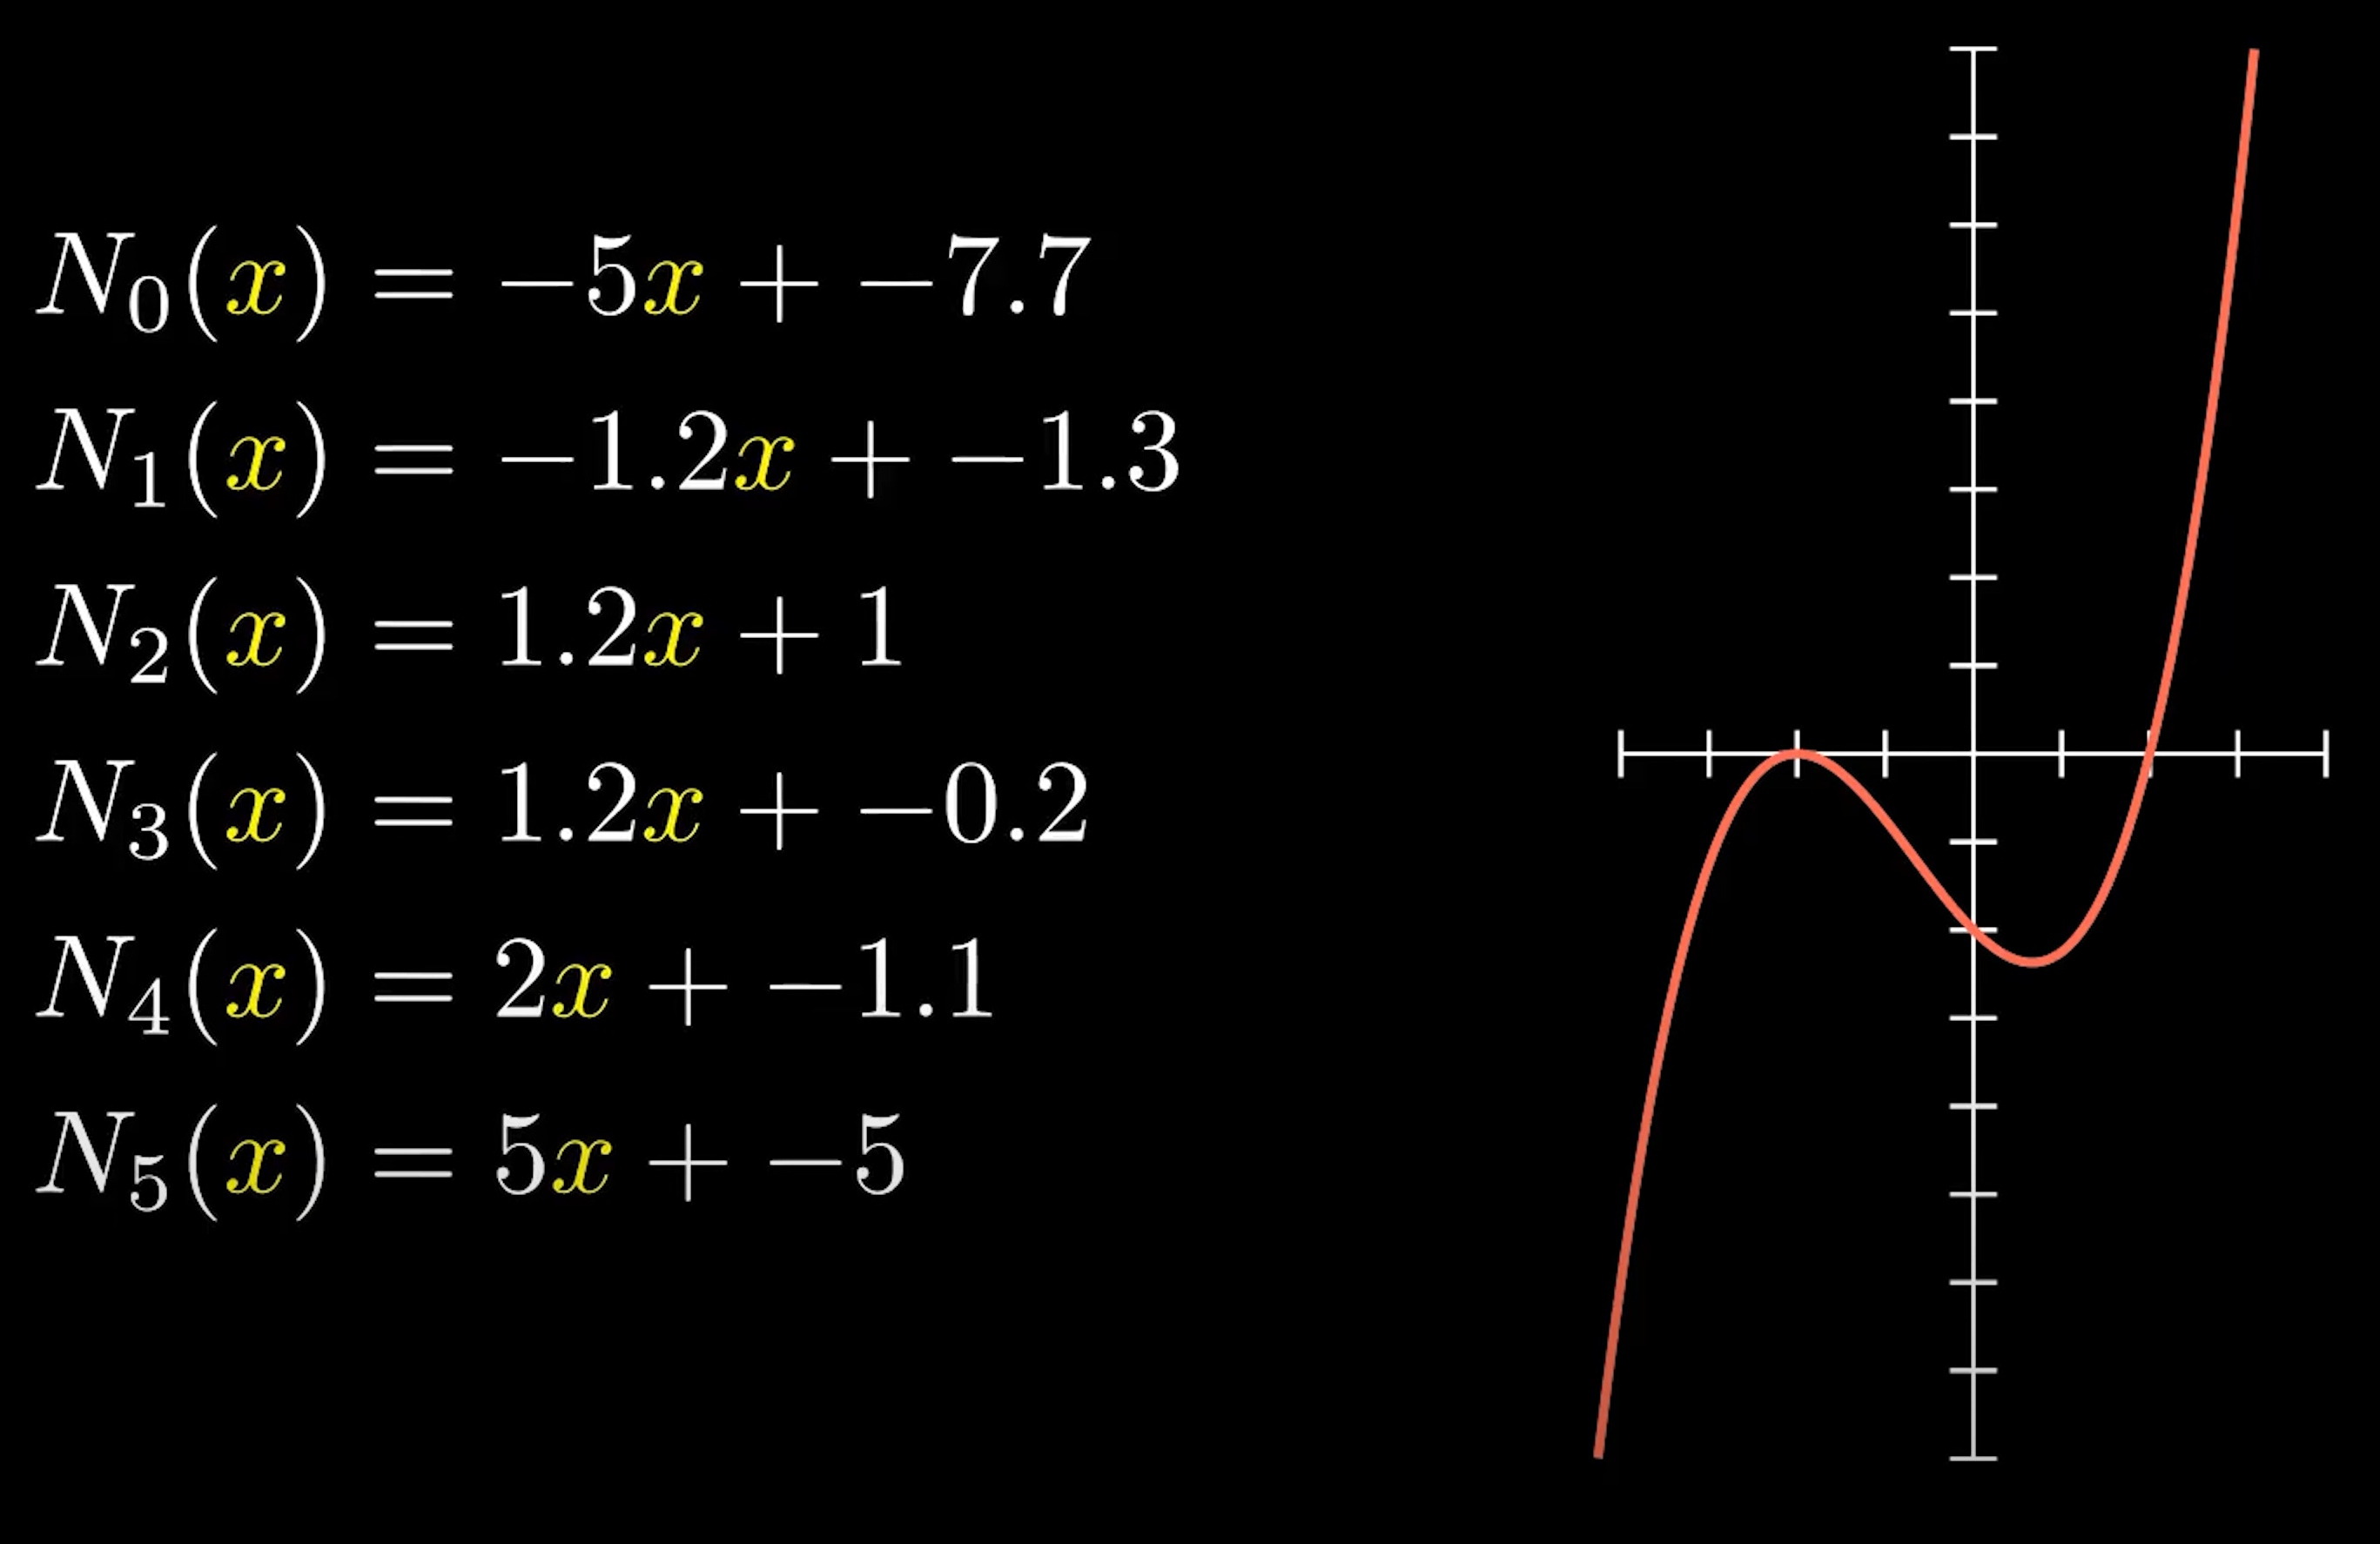 N₀(x) = −5x + −7.7
N₁(x) = −1.2x + −1.3
N₂(x) = 1.2x + 1
N₃(x) = 1.2x + −0.2
N₄(x) = 2x + −1.1
N₅(x) = 5x + −5